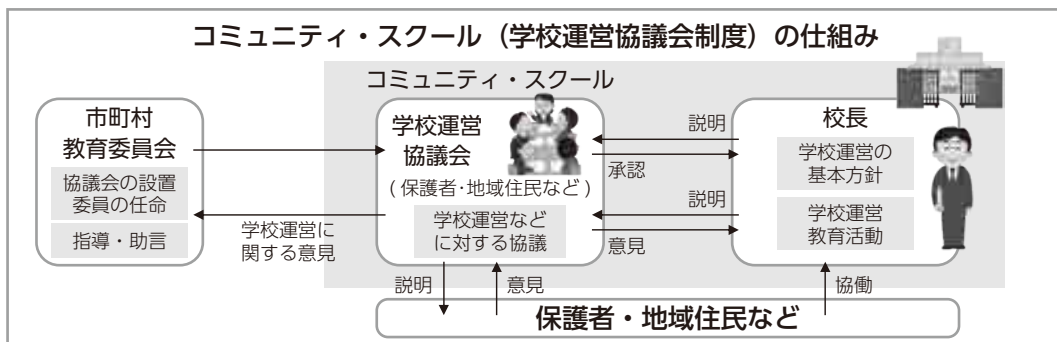 コミュニティ・スクール（学校運営協議会制度）の仕組み
コミュニティ・スクール
市町村
教育委員会
協議会の設置
委員の任命
指導・助言
学校運営に
関する意見
学校運営
協議会
(保護者・地域住民など)
学校運営など
に対する協議
説明
承認
説明
意見
校長
学校運営の
基本方針
学校運営
教育活動
説明
意見
協働
保護者・地域住民など